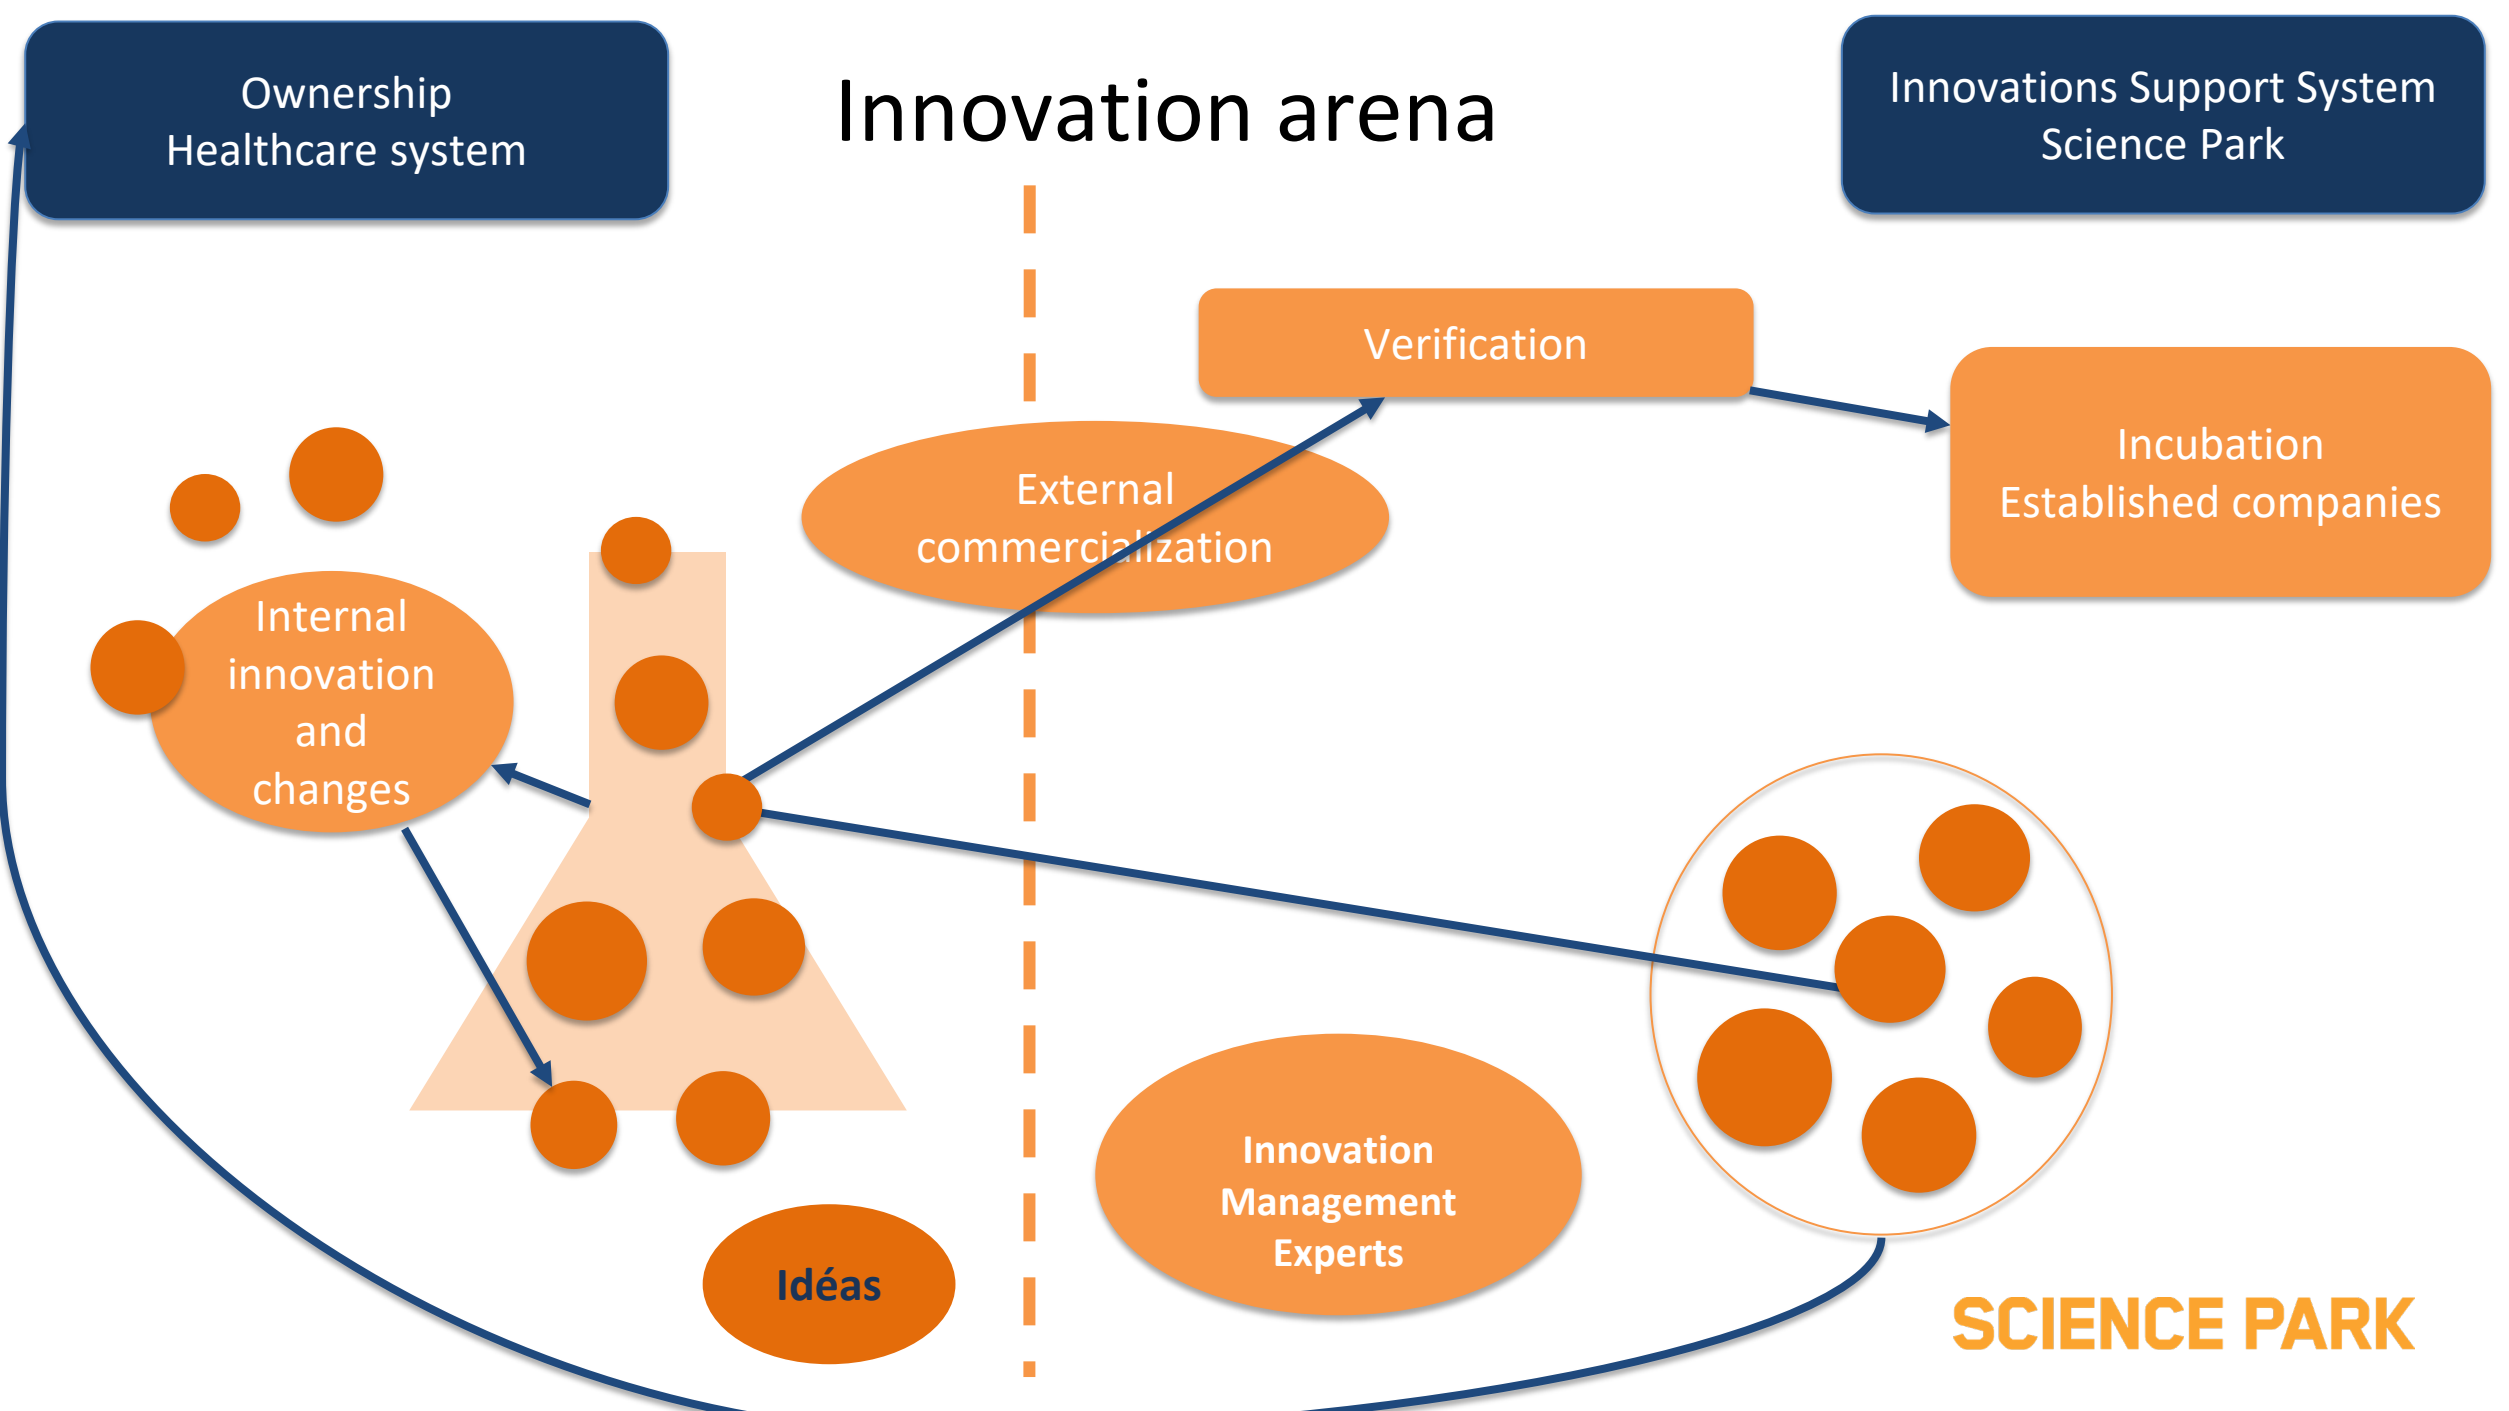 Ownership
Healthcare system
Innovation arena
Innovations Support System
Science Park
Verification
Incubation
Established companies
External
commercialization
Internal
innovation
and
changes
Innovation
Management
Experts
Idéas
SCIENCE PARK